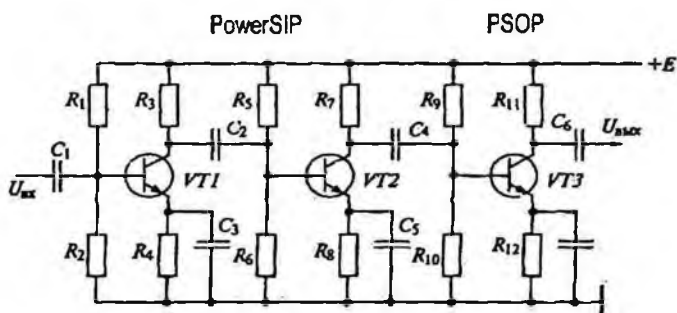 PowerSIP PSOP
+E
R1 R3 R5 R7 R9 R11
C2 C4 C6 Uвых
C1
VT1 VT2 VT3
Uвх
C3 C5
R2 R4 R6 R8 R10 R12